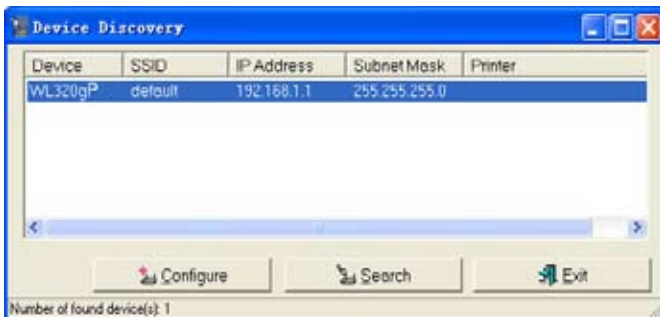 Device Discovery
Device SSID IP Address Subnet Mask Printer
WL320gP default 192.168.1.1 255.255.255.0
Configure Search Exit
Number of found device(s): 1